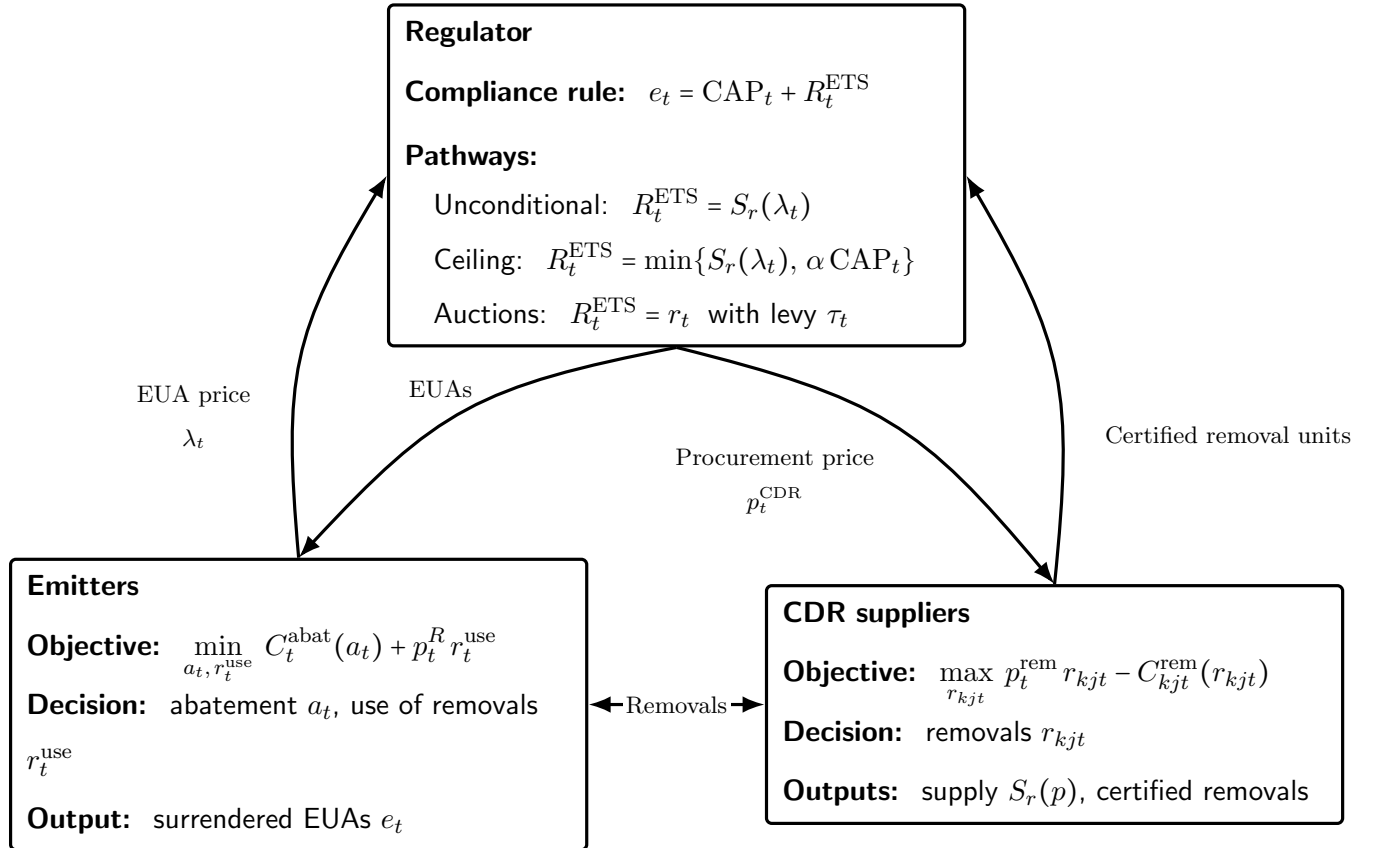 Regulator
Compliance rule: e_t = CAP_t + R_t^ETS
Pathways:
Unconditional: R_t^ETS = S_r(λ_t)
Ceiling: R_t^ETS = min{S_r(λ_t), α CAP_t}
Auctions: R_t^ETS = r_t with levy τ_t
EUA price
λ_t
EUAs
Procurement price
p_t^CDR
Certified removal units
Emitters
Objective: min_{a_t, r_t^use} C_t^abat(a_t) + p_t^R r_t^use
Decision: abatement a_t, use of removals
r_t^use
Output: surrendered EUAs e_t
Removals
CDR suppliers
Objective: max_{r_kjt} p_t^rem r_kjt − C_kjt^rem(r_kjt)
Decision: removals r_kjt
Outputs: supply S_r(p), certified removals